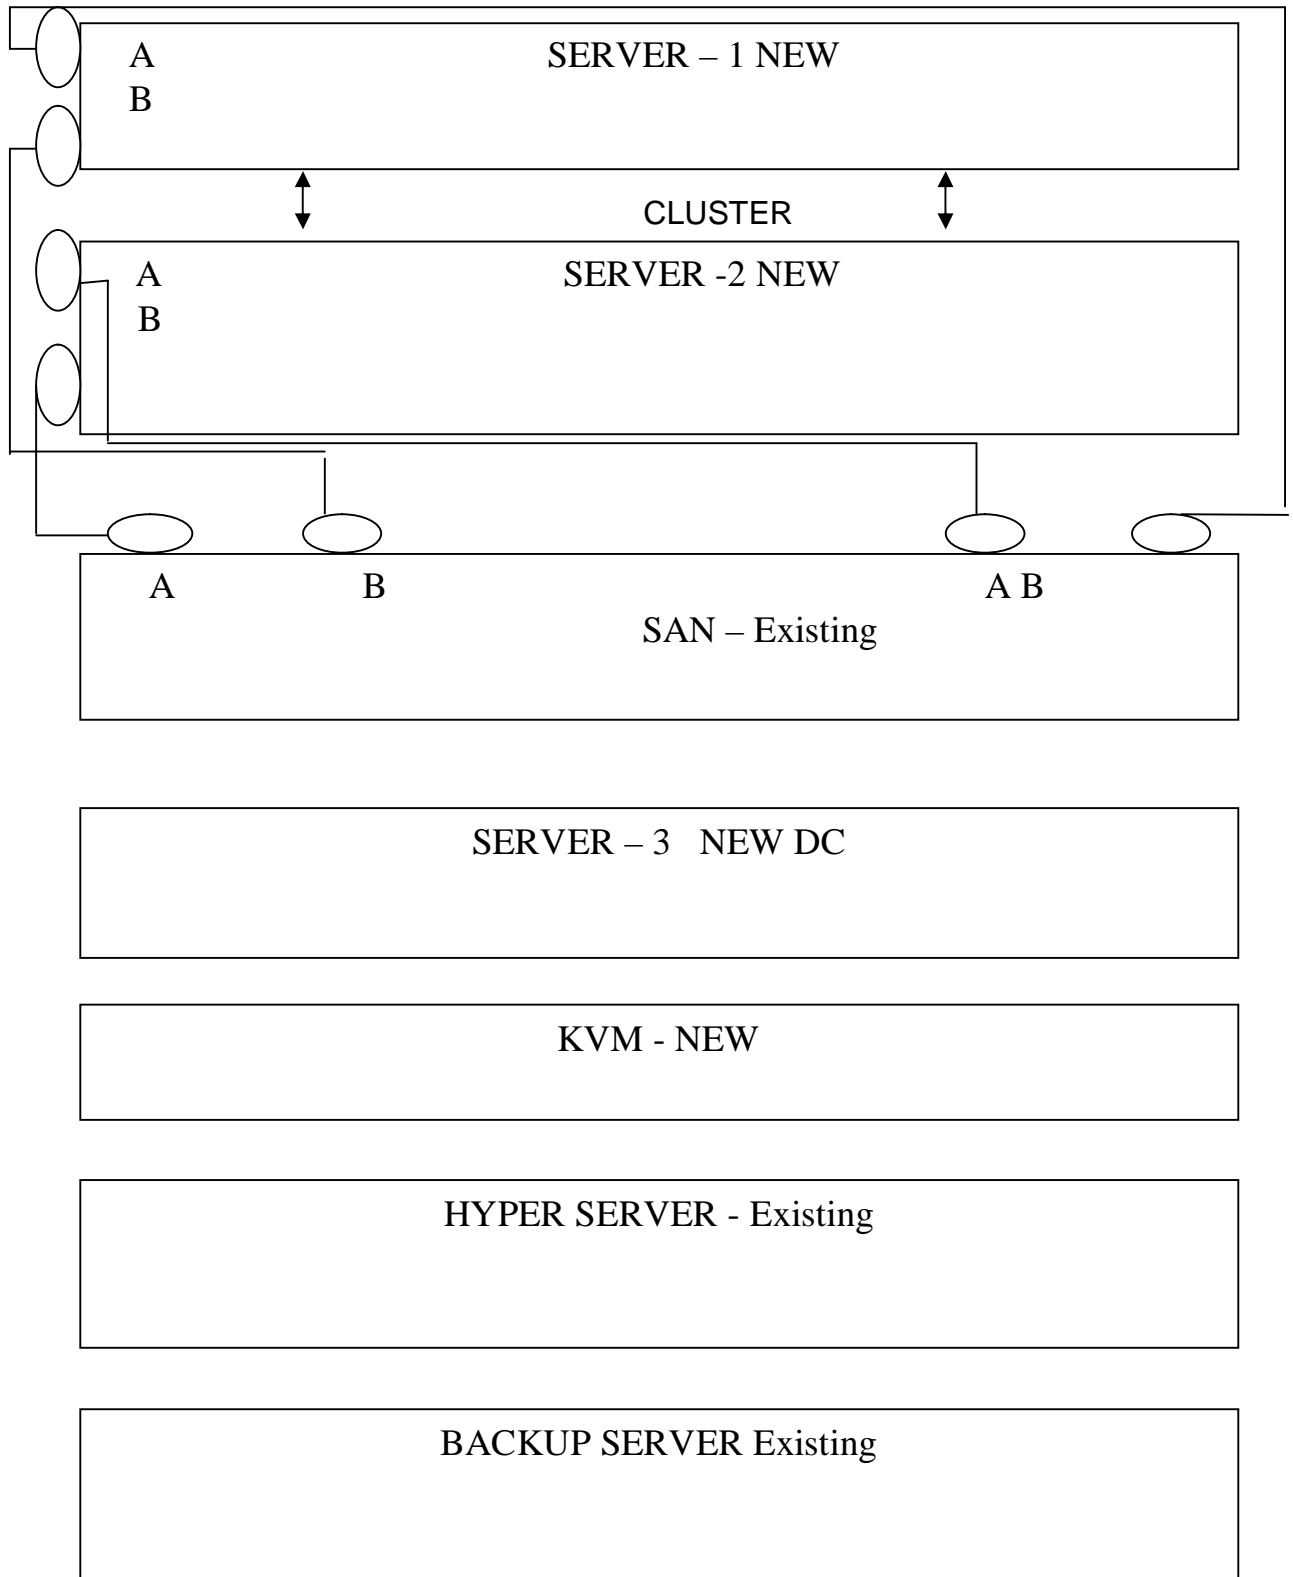 A SERVER – 1 NEW
B
CLUSTER
A SERVER -2 NEW
B
A B A B
SAN – Existing
SERVER – 3 NEW DC
KVM - NEW
HYPER SERVER - Existing
BACKUP SERVER Existing